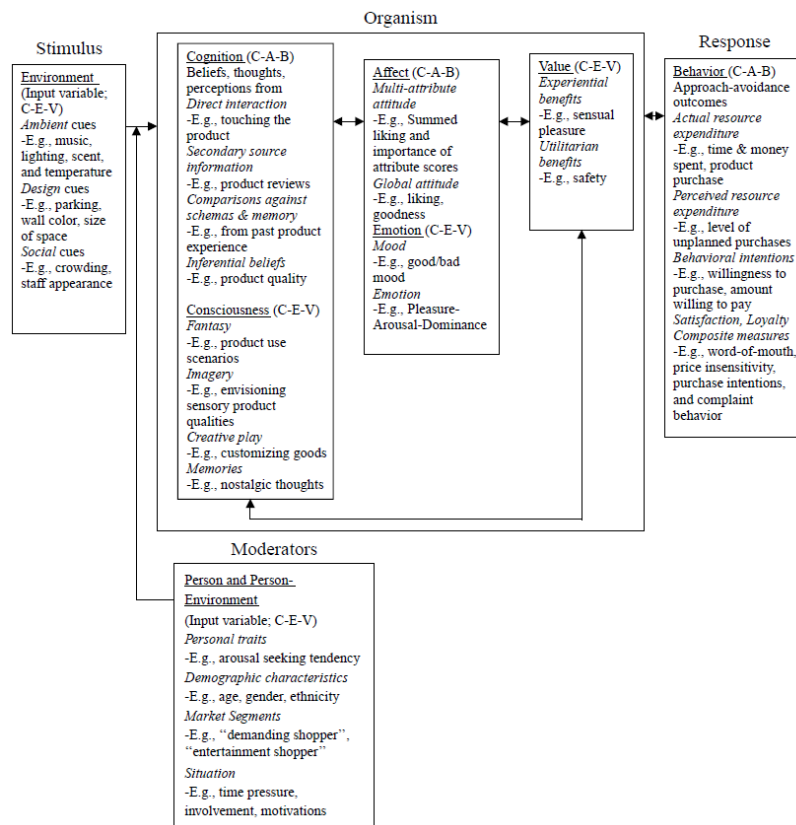 Organism
Stimulus
Environment
(Input variable;
C-E-V)
Ambient cues
-E.g., music,
lighting, scent,
and temperature
Design cues
-E.g., parking,
wall color, size
of space
Social cues
-E.g., crowding,
staff appearance
Cognition (C-A-B)
Beliefs, thoughts,
perceptions from
Direct interaction
-E.g., touching the
product
Secondary source
information
-E.g., product reviews
Comparisons against
schemas & memory
-E.g., from past product
experience
Inferential beliefs
-E.g., product quality
Consciousness (C-E-V)
Fantasy
-E.g., product use
scenarios
Imagery
-E.g., envisioning
sensory product
qualities
Creative play
-E.g., customizing goods
Memories
-E.g., nostalgic thoughts
Affect (C-A-B)
Multi-attribute
attitude
-E.g., Summed
liking and
importance of
attribute scores
Global attitude
-E.g., liking,
goodness
Emotion (C-E-V)
Mood
-E.g., good/bad
mood
Emotion
-E.g., Pleasure-
Arousal-Dominance
Value (C-E-V)
Experiential
benefits
-E.g., sensual
pleasure
Utilitarian
benefits
-E.g., safety
Response
Behavior (C-A-B)
Approach-avoidance
outcomes
Actual resource
expenditure
-E.g., time & money
spent, product
purchase
Perceived resource
expenditure
-E.g., level of
unplanned purchases
Behavioral intentions
-E.g., willingness to
purchase, amount
willing to pay
Satisfaction, Loyalty
Composite measures
-E.g., word-of-mouth,
price insensitivity,
purchase intentions,
and complaint
behavior
Moderators
Person and Person-
Environment
(Input variable; C-E-V)
Personal traits
-E.g., arousal seeking tendency
Demographic characteristics
-E.g., age, gender, ethnicity
Market Segments
-E.g., “demanding shopper”,
“entertainment shopper”
Situation
-E.g., time pressure,
involvement, motivations